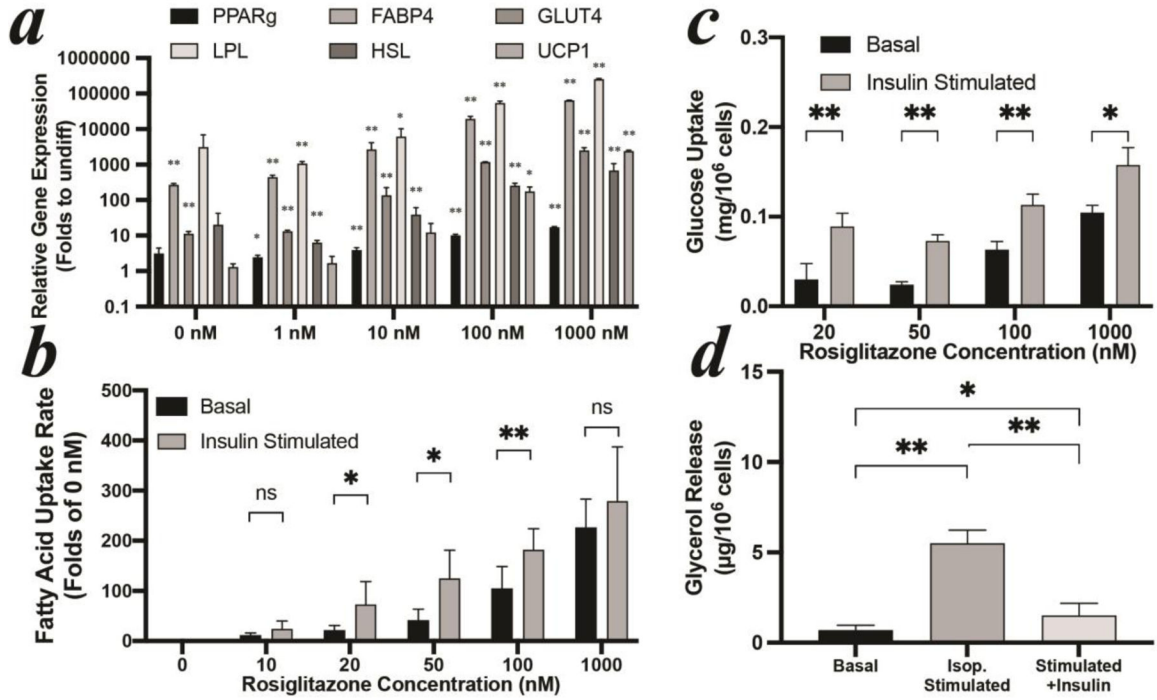 a
PPARg FABP4 GLUT4
LPL HSL UCP1
Relative Gene Expression
(Folds to undiff)
1000000
100000
10000
1000
100
10
1
0.1
** ** 
* ** ** **
** ** ** * **
** ** ** ** ** *
** ** ** ** ** **
0 nM 1 nM 10 nM 100 nM 1000 nM
b
Basal
Insulin Stimulated
Fatty Acid Uptake Rate
(Folds of 0 nM)
500
400
300
200
100
0
ns * * ** ns
0 10 20 50 100 1000
Rosiglitazone Concentration (nM)
c
Basal
Insulin Stimulated
Glucose Uptake
(mg/10⁶ cells)
0.3
0.2
0.1
0.0
** ** ** *
20 50 100 1000
Rosiglitazone Concentration (nM)
d
Glycerol Release
(µg/10⁶ cells)
15
10
5
0
*
**
**
Basal Isop. Stimulated
Stimulated +Insulin